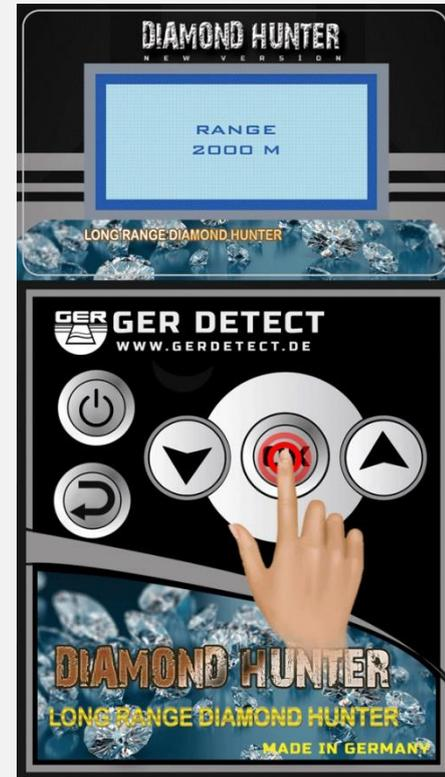 DIAMOND HUNTER
NEW VERSION
RANGE
2000 M
LONG RANGE DIAMOND HUNTER
GER GER DETECT
WWW.GERDETECT.DE
DIAMOND HUNTER
LONG RANGE DIAMOND HUNTER
MADE IN GERMANY